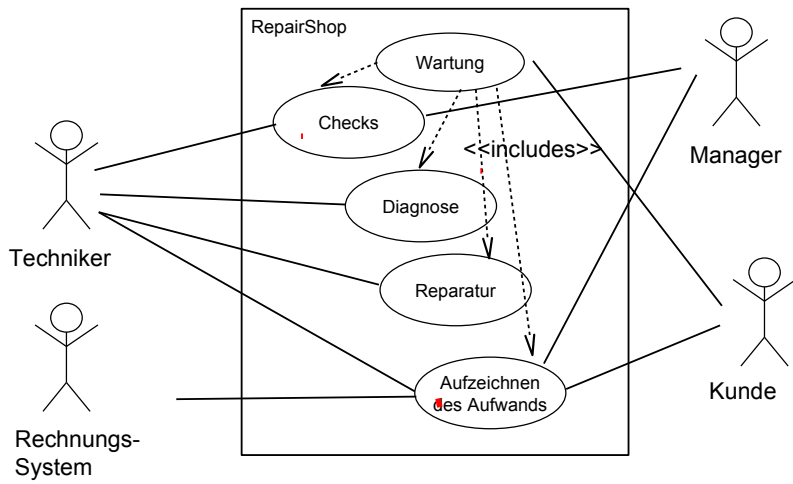 RepairShop
Wartung
Checks
<<includes>>
Manager
Diagnose
Techniker
Reparatur
Aufzeichnen
des Aufwands
Kunde
Rechnungs-
System